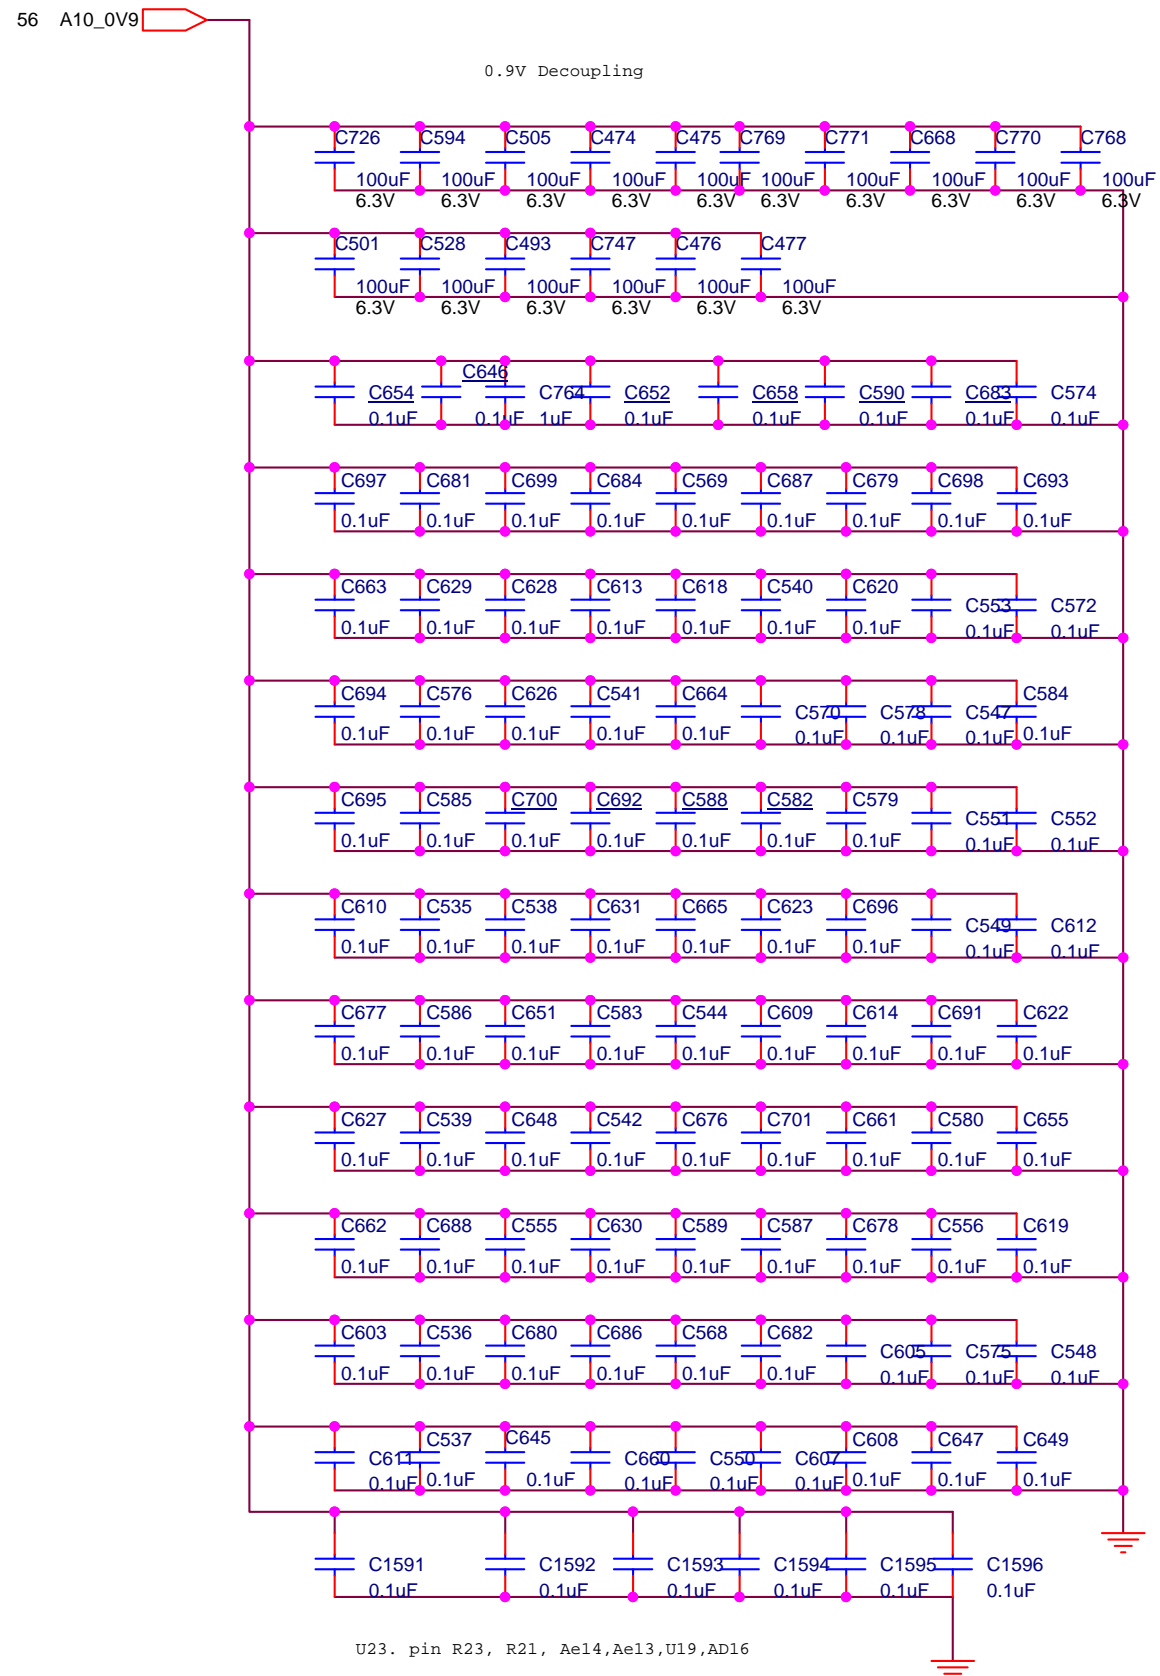 56 A10_0V9
0.9V Decoupling
C726 C594 C505 C474 C475 C769 C771 C668 C770 C768
100uF 100uF 100uF 100uF 100uF 100uF 100uF 100uF 100uF 100uF
6.3V 6.3V 6.3V 6.3V 6.3V 6.3V 6.3V 6.3V 6.3V 6.3V
C501 C528 C493 C747 C476 C477
100uF 100uF 100uF 100uF 100uF 100uF
6.3V 6.3V 6.3V 6.3V 6.3V 6.3V
C654 C646 C764 C652 C658 C590 C683 C574
0.1uF 0.1uF 1uF 0.1uF 0.1uF 0.1uF 0.1uF 0.1uF
C697 C681 C699 C684 C569 C687 C679 C698 C693
0.1uF 0.1uF 0.1uF 0.1uF 0.1uF 0.1uF 0.1uF 0.1uF 0.1uF
C663 C629 C628 C613 C618 C540 C620 C553 C572
0.1uF 0.1uF 0.1uF 0.1uF 0.1uF 0.1uF 0.1uF 0.1uF 0.1uF
C694 C576 C626 C541 C664 C570 C578 C547 C584
0.1uF 0.1uF 0.1uF 0.1uF 0.1uF 0.1uF 0.1uF 0.1uF 0.1uF
C695 C585 C700 C692 C588 C582 C579 C551 C552
0.1uF 0.1uF 0.1uF 0.1uF 0.1uF 0.1uF 0.1uF 0.1uF 0.1uF
C610 C535 C538 C631 C665 C623 C696 C549 C612
0.1uF 0.1uF 0.1uF 0.1uF 0.1uF 0.1uF 0.1uF 0.1uF 0.1uF
C677 C586 C651 C583 C544 C609 C614 C691 C622
0.1uF 0.1uF 0.1uF 0.1uF 0.1uF 0.1uF 0.1uF 0.1uF 0.1uF
C627 C539 C648 C542 C676 C701 C661 C580 C655
0.1uF 0.1uF 0.1uF 0.1uF 0.1uF 0.1uF 0.1uF 0.1uF 0.1uF
C662 C688 C555 C630 C589 C587 C678 C556 C619
0.1uF 0.1uF 0.1uF 0.1uF 0.1uF 0.1uF 0.1uF 0.1uF 0.1uF
C603 C536 C680 C686 C568 C682 C605 C575 C548
0.1uF 0.1uF 0.1uF 0.1uF 0.1uF 0.1uF 0.1uF 0.1uF 0.1uF
C611 C537 C645 C660 C550 C607 C608 C647 C649
0.1uF 0.1uF 0.1uF 0.1uF 0.1uF 0.1uF 0.1uF 0.1uF 0.1uF
C1591 C1592 C1593 C1594 C1595 C1596
0.1uF 0.1uF 0.1uF 0.1uF 0.1uF 0.1uF
U23. pin R23, R21, Ae14,Ae13,U19,AD16